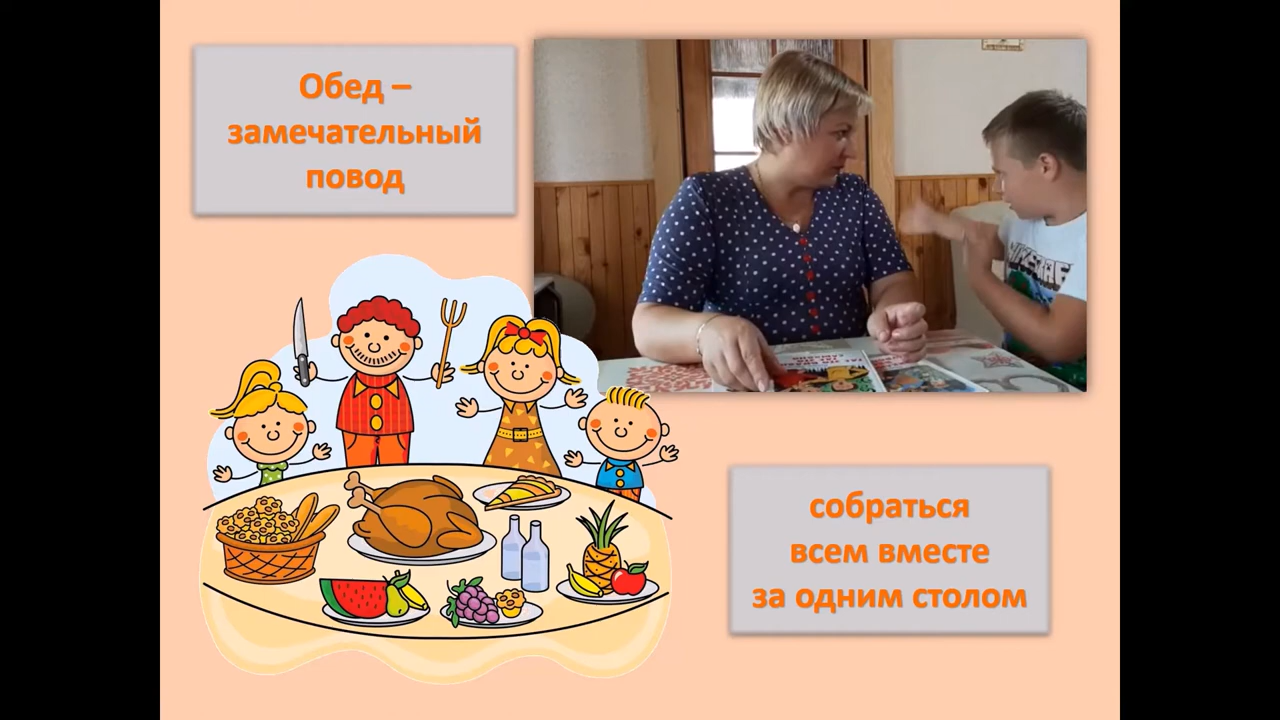 Обед –
замечательный
повод
собраться
всем вместе
за одним столом